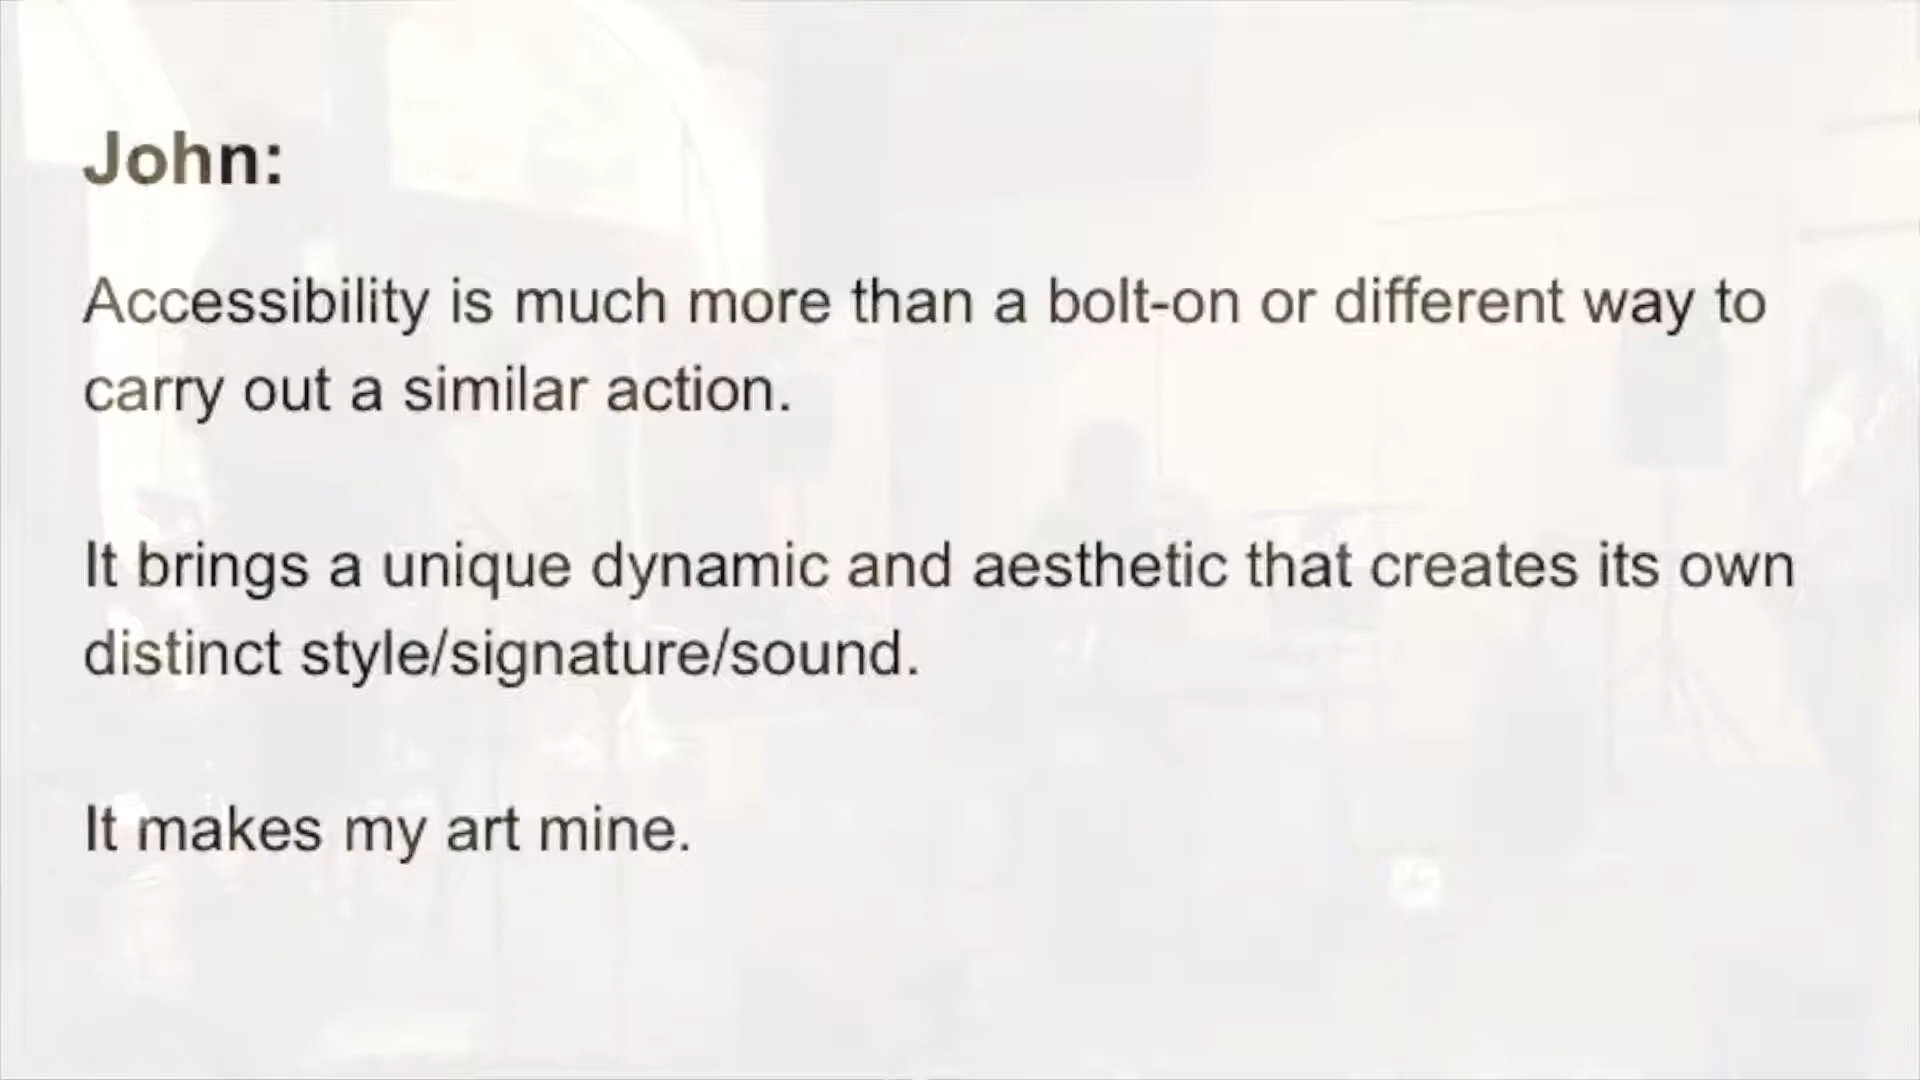 John:
Accessibility is much more than a bolt-on or different way to
carry out a similar action.
It brings a unique dynamic and aesthetic that creates its own
distinct style/signature/sound.
It makes my art mine.